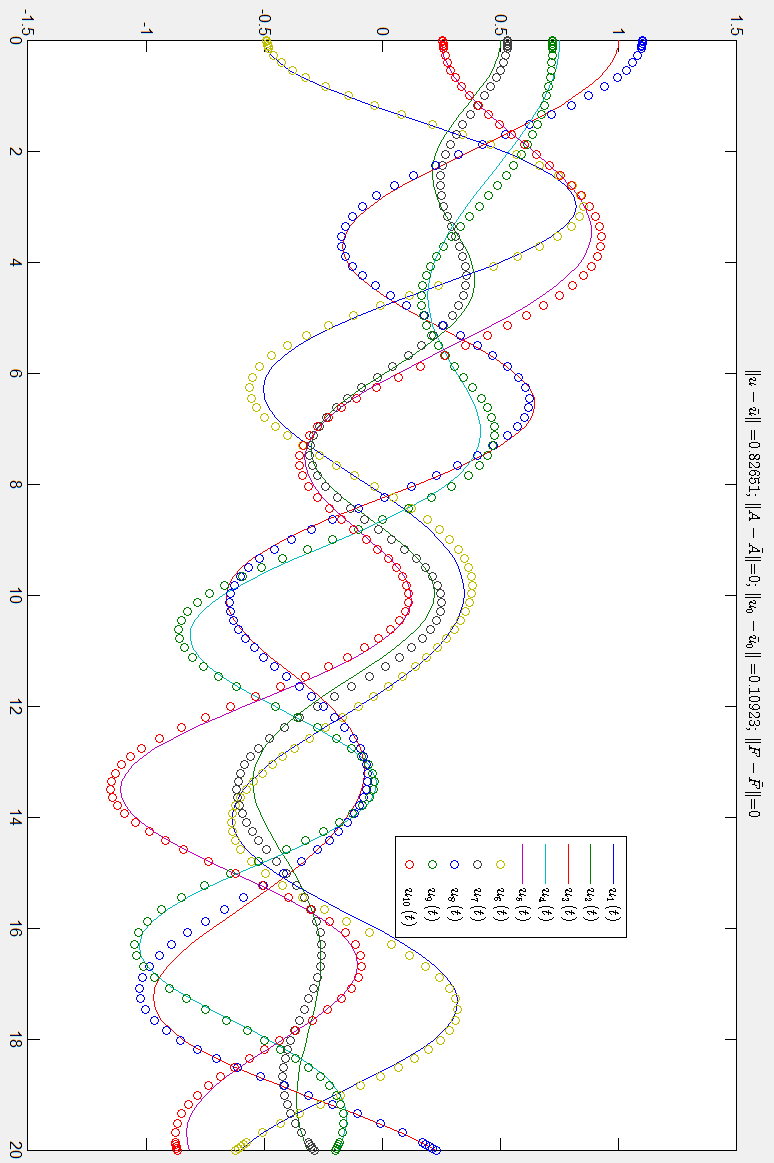 ‖u − ū‖ =0.82651; ‖A − Ā‖=0; ‖u₀ − ū₀‖ =0.10923; ‖F − F̄‖=0
1.5
1
0.5
0
-0.5
-1
-1.5
u₁(t)
u₂(t)
u₃(t)
u₄(t)
u₅(t)
u₆(t)
u₇(t)
u₈(t)
u₉(t)
u₁₀(t)
0 2 4 6 8 10 12 14 16 18 20